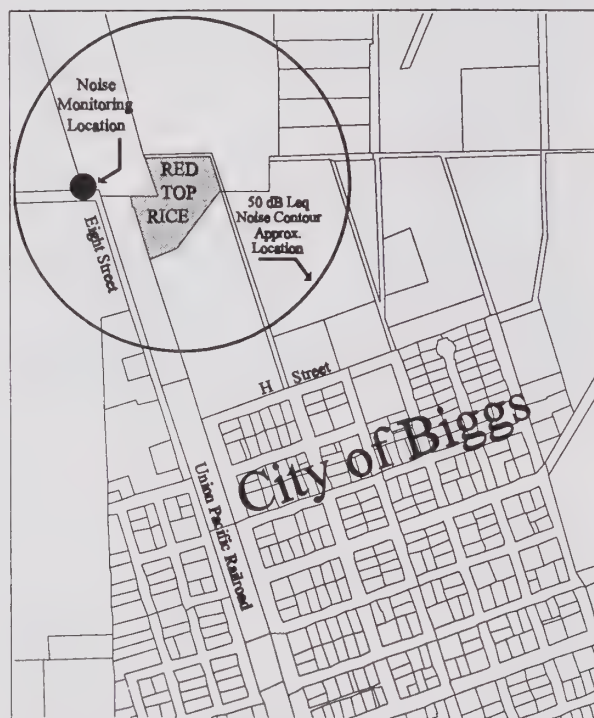 Noise
Monitoring
Location
RED
TOP
RICE
50 dB Leq
Noise Contour
Approx.
Location
Eight Street
H Street
City of Biggs
Union Pacific Railroad